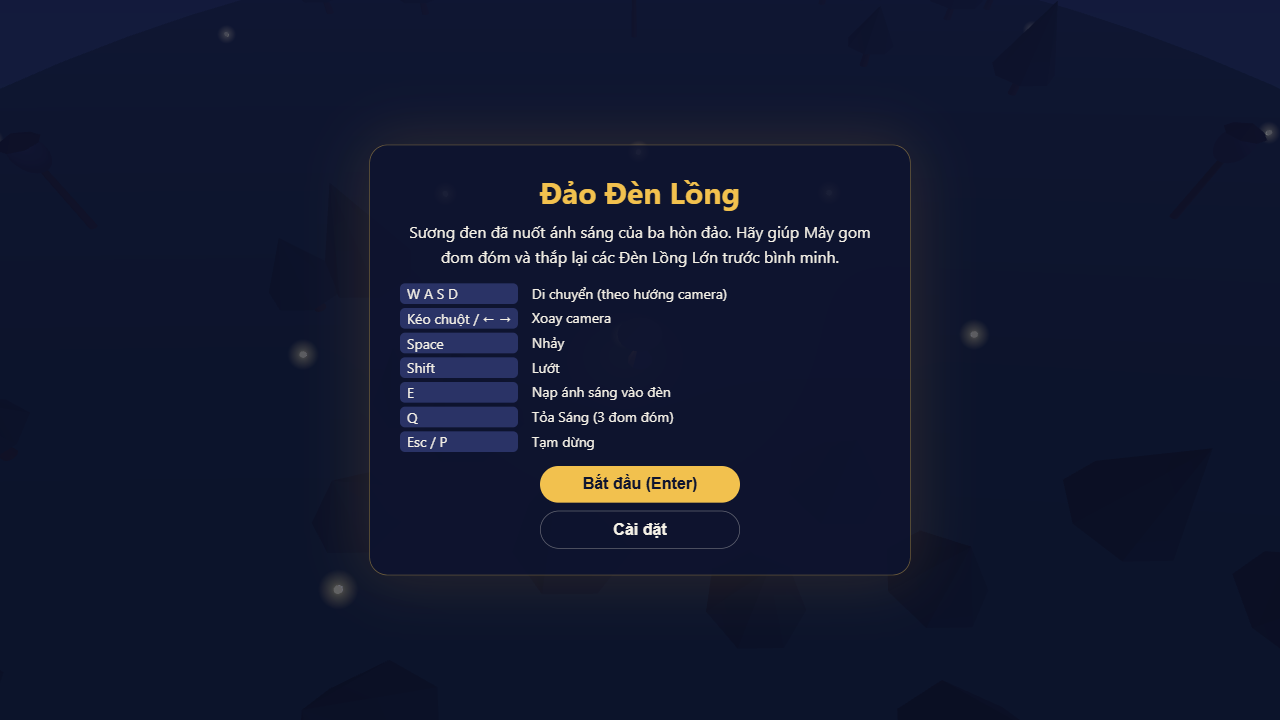 Đảo Đèn Lồng
Sương đen đã nuốt ánh sáng của ba hòn đảo. Hãy giúp Mây gom
đom đóm và thắp lại các Đèn Lồng Lớn trước bình minh.
W A S D Di chuyển (theo hướng camera)
Kéo chuột / ← → Xoay camera
Space Nhảy
Shift Lướt
E Nạp ánh sáng vào đèn
Q Tỏa Sáng (3 đom đóm)
Esc / P Tạm dừng
Bắt đầu (Enter)
Cài đặt